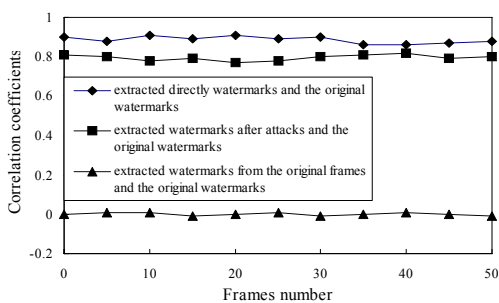 1
0.8
0.6
0.4
0.2
0
-0.2
Correlation coefficients
extracted directly watermarks and the original
watermarks
extracted watermarks after attacks and the
original watermarks
extracted watermarks from the original frames
and the original watermarks
0 10 20 30 40 50
Frames number